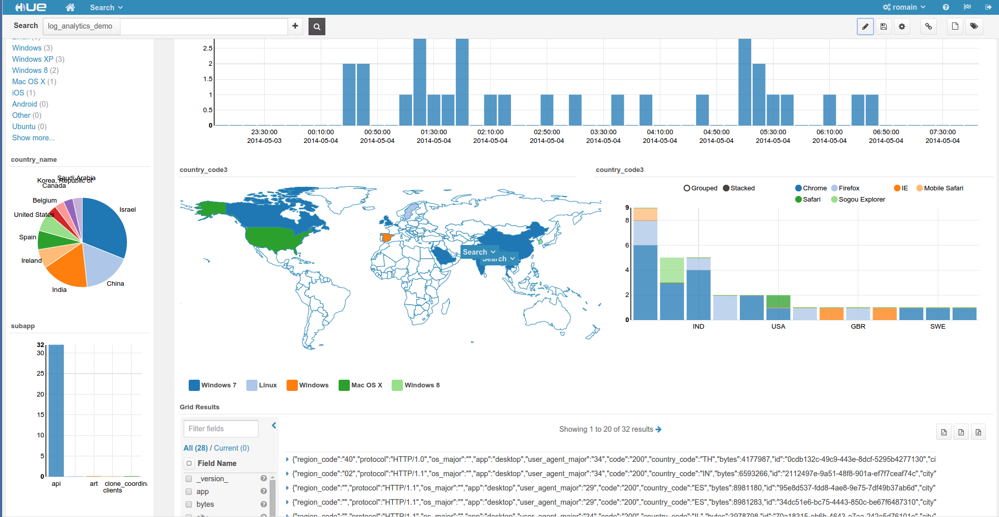 HUE
Search
romain
Search
log_analytics_demo
Windows (3)
Windows XP (3)
Windows 8 (2)
Mac OS X (1)
iOS (1)
Android (0)
Other (0)
Ubuntu (0)
Show more...
2.5
2
1.5
1
0.5
0
23:30:00 00:10:00 00:50:00 01:30:00 02:10:00 02:50:00 03:30:00 04:10:00 04:50:00 05:30:00 06:10:00 06:50:00 07:30:00
2014-05-03 2014-05-04 2014-05-04 2014-05-04 2014-05-04 2014-05-04 2014-05-04 2014-05-04 2014-05-04 2014-05-04 2014-05-04 2014-05-04 2014-05-04
country_name
Saudi Arabia
Korea, Republic of
Canada
Belgium
United States
Spain
Ireland
India
China
Israel
subapp
32
30
25
20
15
10
5
0
api art clone_coordina
clients
country_code3
Search
Search
Windows 7 Linux Windows Mac OS X Windows 8
country_code3
Grouped Stacked Chrome Firefox IE Mobile Safari
Safari Sogou Explorer
9
8
6
4
2
0
IND USA GBR SWE
Grid Results
Filter fields
All (28) / Current (0)
Field Name
_version_
app
bytes
Showing 1 to 20 of 32 results
{"region_code":"40","protocol":"HTTP/1.0","os_major":"","app":"desktop","user_agent_major":"34","code":"200","country_code":"TH","bytes":4177987,"id":"0cdb132c-49c9-443e-8dcf-5295b4277130","ci
{"region_code":"02","protocol":"HTTP/1.1","os_major":"","app":"desktop","user_agent_major":"34","code":"200","country_code":"IN","bytes":6593266,"id":"2112497e-9a51-48f8-901a-ef7f7ceaf74c","city"
{"region_code":"","protocol":"HTTP/1.1","os_major":"","app":"desktop","user_agent_major":"29","code":"200","country_code":"ES","bytes":8981180,"id":"95e8d537-fdd8-4ae8-9e75-7df49b37ab6d","city"
{"region_code":"","protocol":"HTTP/1.1","os_major":"","app":"desktop","user_agent_major":"29","code":"200","country_code":"ES","bytes":8981283,"id":"34dc51e6-bc75-4443-850c-be67f6487310","city"